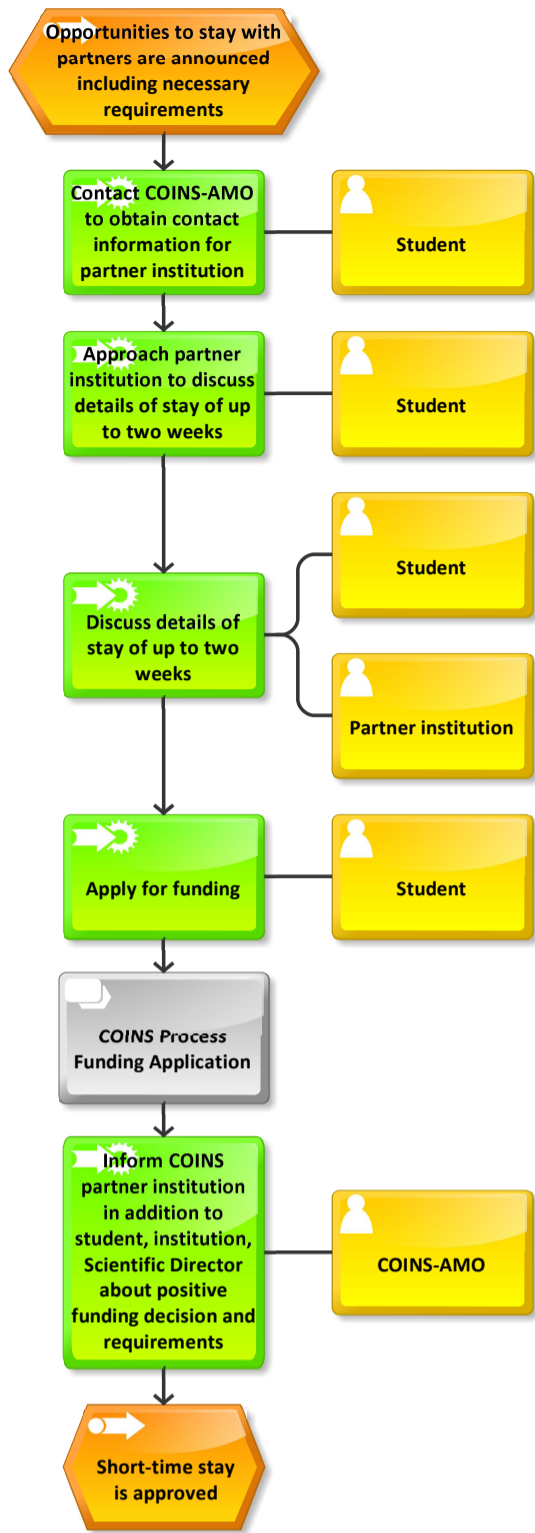 Opportunities to stay with
partners are announced
including necessary
requirements
Contact COINS-AMO
to obtain contact
information for
partner institution
Student
Approach partner
institution to discuss
details of stay of up
to two weeks
Student
Student
Discuss details of
stay of up to two
weeks
Partner institution
Apply for funding
Student
COINS Process
Funding Application
Inform COINS
partner institution
in addition to
student, institution,
Scientific Director
about positive
funding decision and
requirements
COINS-AMO
Short-time stay
is approved